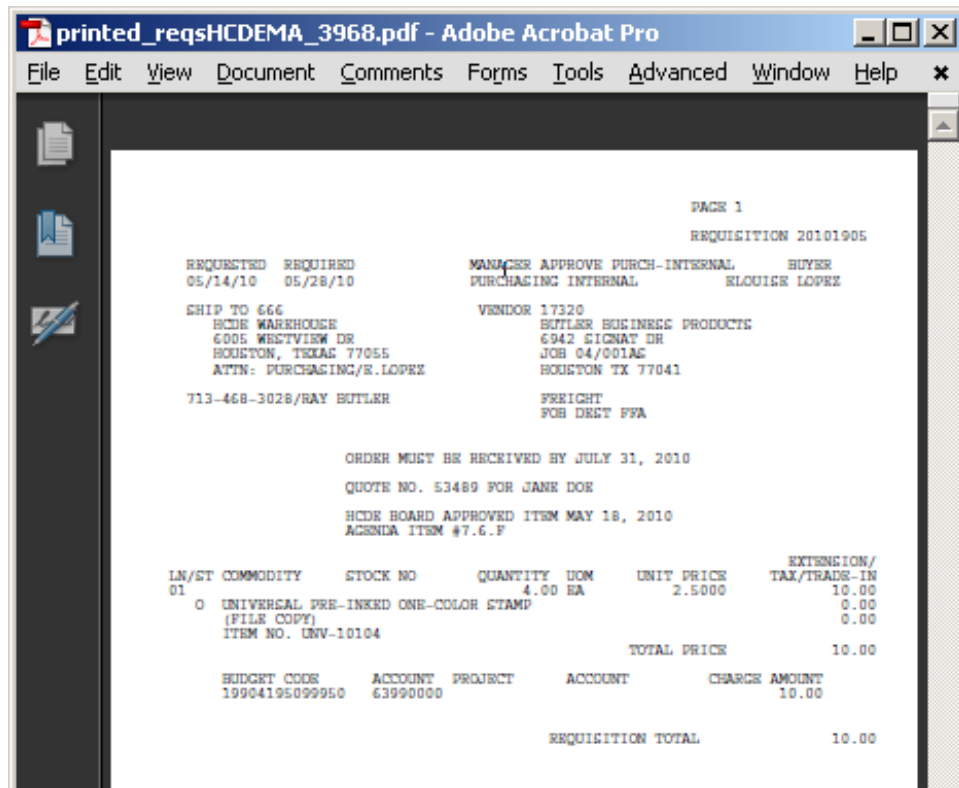 printed_reqsHCDEMA_3968.pdf - Adobe Acrobat Pro
File Edit View Document Comments Forms Tools Advanced Window Help
PAGE 1
REQUISITION 20101905
REQUESTED REQUIRED MANAGER APPROVE PURCH-INTERNAL BUYER
05/14/10 05/28/10 PURCHASING INTERNAL ELOUISE LOPEZ
SHIP TO 666 VENDOR 17320
HCDE WAREHOUSE BUTLER BUSINESS PRODUCTS
6005 WESTVIEW DR 6942 SIGNAT DR
HOUSTON, TEXAS 77055 JOB 04/001AS
ATTN: PURCHASING/E.LOPEZ HOUSTON TX 77041
713-468-3028/RAY BUTLER FREIGHT
FOB DEST FFA
ORDER MUST BE RECEIVED BY JULY 31, 2010
QUOTE NO. 53489 FOR JANE DOE
HCDE BOARD APPROVED ITEM MAY 18, 2010
AGENDA ITEM #7.6.F
EXTENSION/
LN/ST COMMODITY STOCK NO QUANTITY UOM UNIT PRICE TAX/TRADE-IN
01 4.00 EA 2.5000 10.00
O UNIVERSAL PRE-INKED ONE-COLOR STAMP 0.00
(FILE COPY) 0.00
ITEM NO. UNV-10104
TOTAL PRICE 10.00
BUDGET CODE ACCOUNT PROJECT ACCOUNT CHARGE AMOUNT
19904195099950 63990000 10.00
REQUISITION TOTAL 10.00